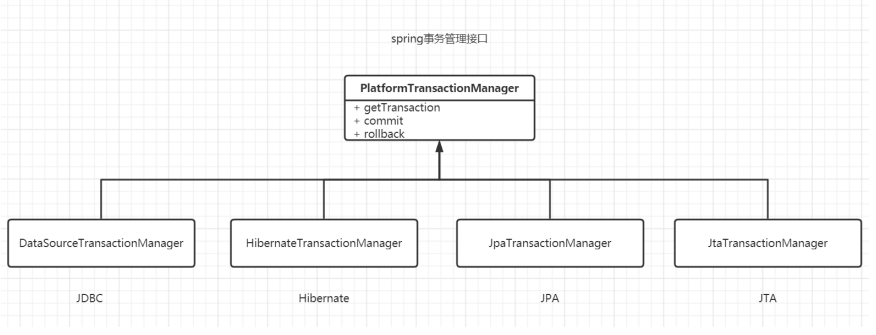 spring事务管理接口
PlatformTransactionManager
+ getTransaction
+ commit
+ rollback
DataSourceTransactionManager
HibernateTransactionManager
JpaTransactionManager
JtaTransactionManager
JDBC
Hibernate
JPA
JTA